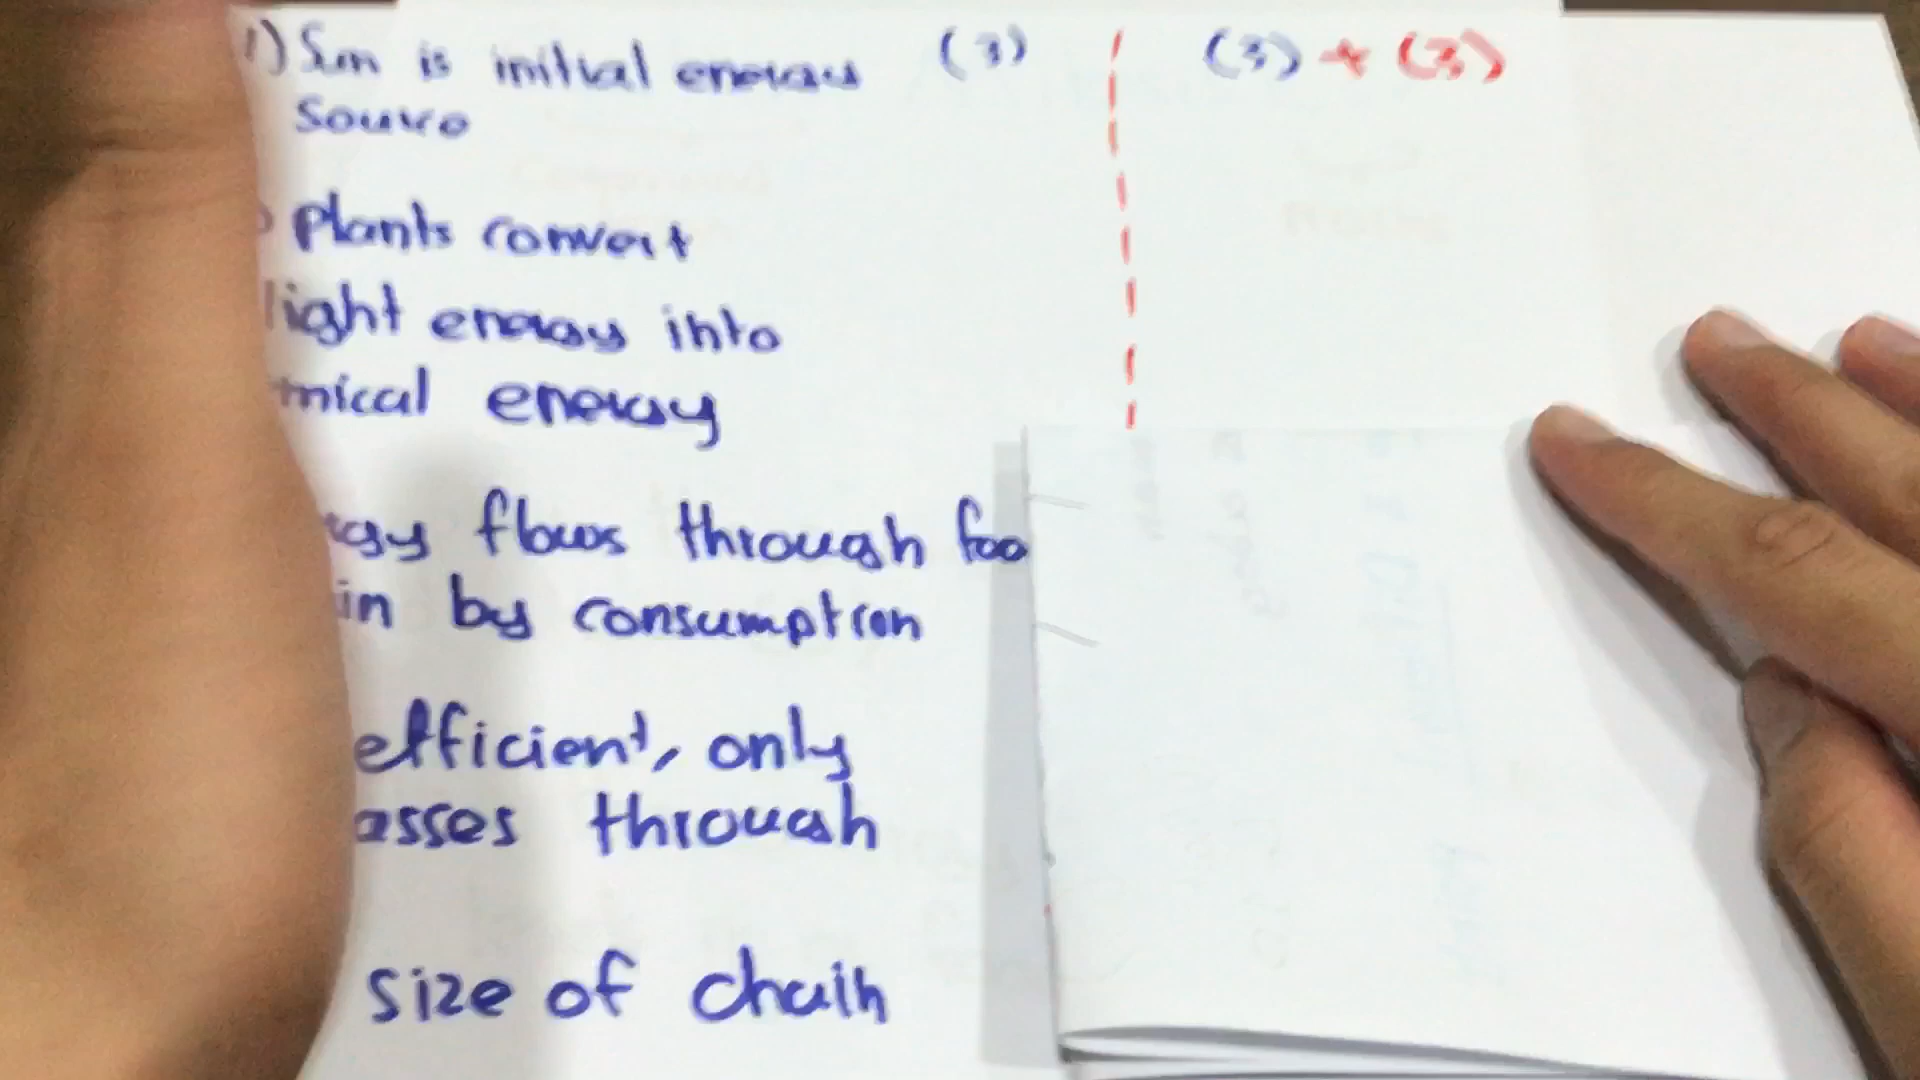 1) Sun is initial energy (3) (3) + (3)
source
plants convert
light energy into
mical energy
rgy flows through foo
in by consumption
efficient, only
asses through
size of chain